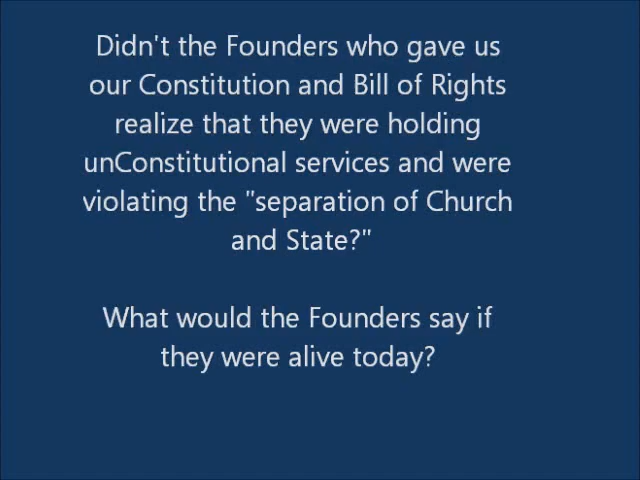 Didn't the Founders who gave us
our Constitution and Bill of Rights
realize that they were holding
unConstitutional services and were
violating the "separation of Church
and State?"
What would the Founders say if
they were alive today?